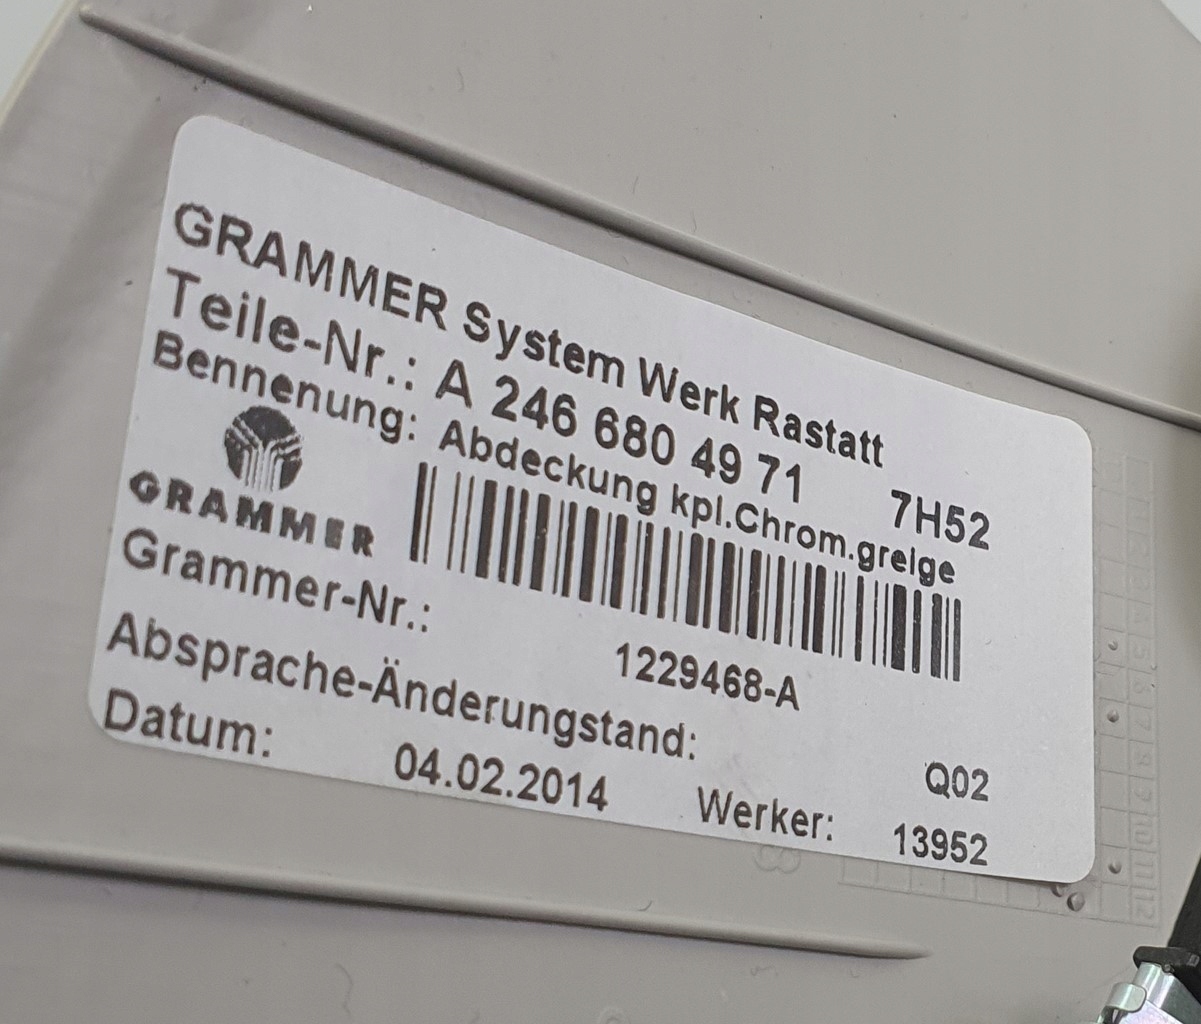 GRAMMER System Werk Rastatt
Teile-Nr.: A 246 680 49 71 7H52
Bennenung: Abdeckung kpl.Chrom.greige
GRAMMER
Grammer-Nr.: 1229468-A
Absprache-Änderungstand: Q02
Datum: 04.02.2014 Werker: 13952